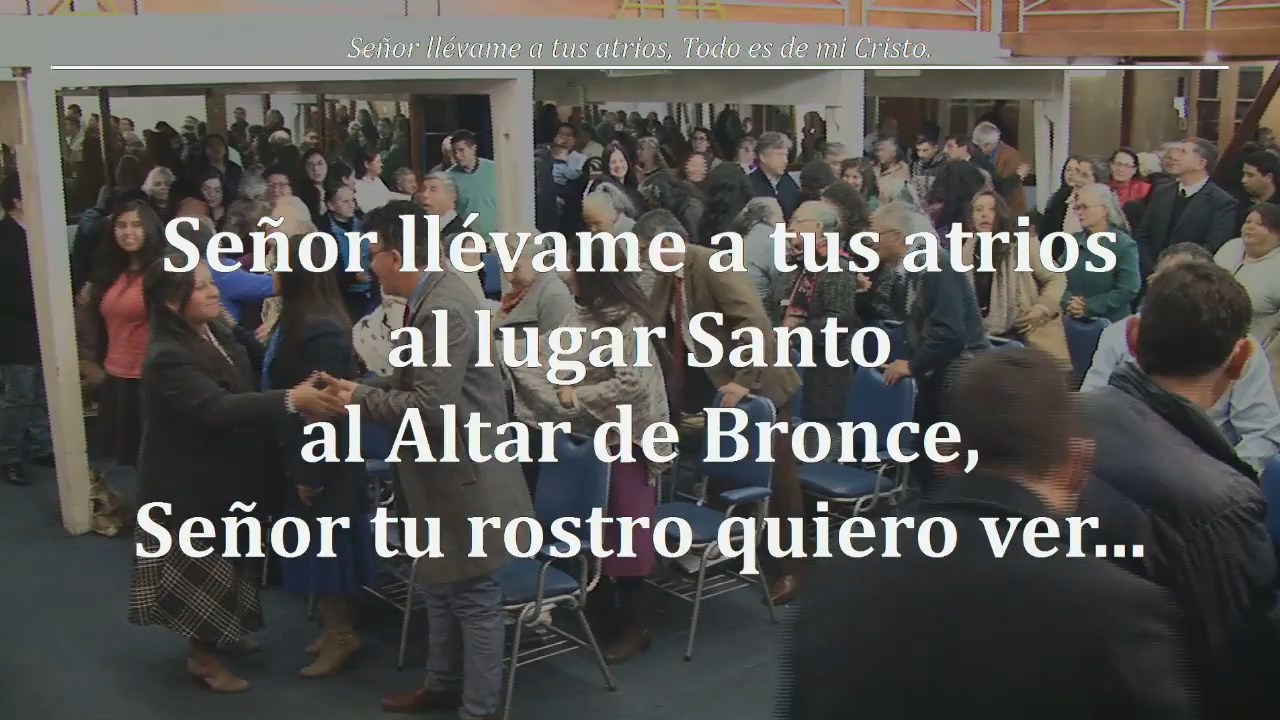 Señor llévame a tus atrios, Todo es de mi Cristo.
Señor llévame a tus atrios
al lugar Santo
al Altar de Bronce,
Señor tu rostro quiero ver...